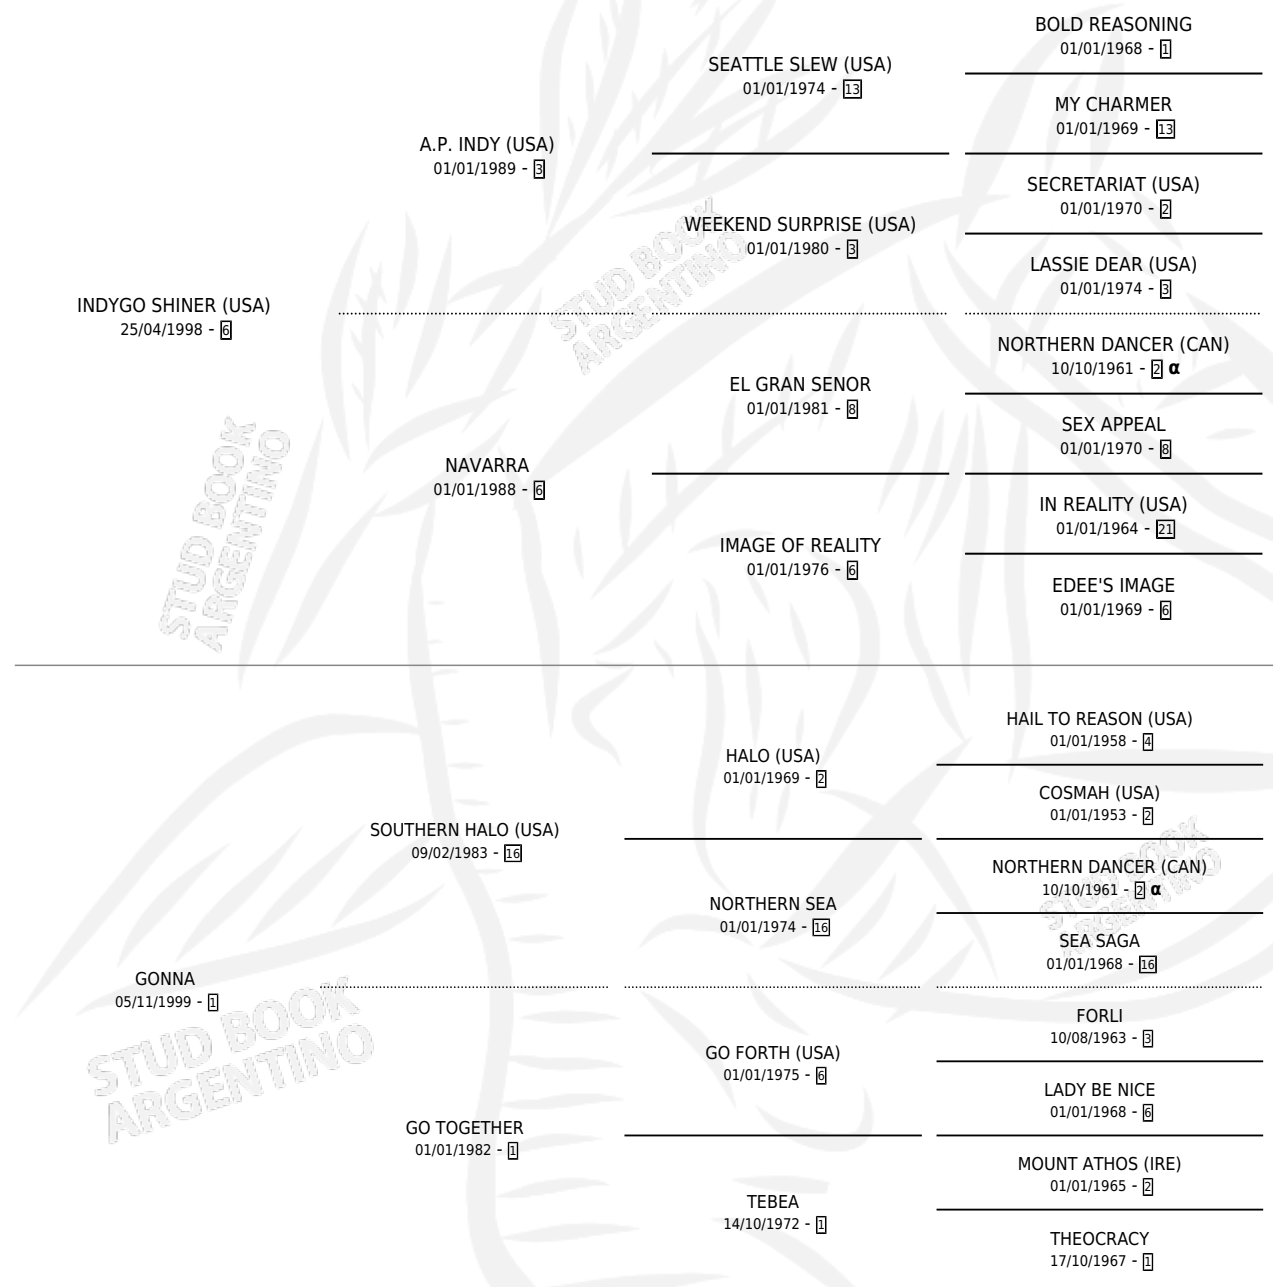 BOLD REASONING
01/01/1968 - 1
SEATTLE SLEW (USA)
01/01/1974 - 13
MY CHARMER
01/01/1969 - 13
A.P. INDY (USA)
01/01/1989 - 3
SECRETARIAT (USA)
01/01/1970 - 2
WEEKEND SURPRISE (USA)
01/01/1980 - 3
LASSIE DEAR (USA)
01/01/1974 - 3
INDYGO SHINER (USA)
25/04/1998 - 6
NORTHERN DANCER (CAN)
10/10/1961 - 2 α
EL GRAN SENOR
01/01/1981 - 8
SEX APPEAL
01/01/1970 - 8
NAVARRA
01/01/1988 - 6
IN REALITY (USA)
01/01/1964 - 21
IMAGE OF REALITY
01/01/1976 - 6
EDEE'S IMAGE
01/01/1969 - 6
HAIL TO REASON (USA)
01/01/1958 - 4
HALO (USA)
01/01/1969 - 2
COSMAH (USA)
01/01/1953 - 2
SOUTHERN HALO (USA)
09/02/1983 - 16
NORTHERN DANCER (CAN)
10/10/1961 - 2 α
NORTHERN SEA
01/01/1974 - 16
SEA SAGA
01/01/1968 - 16
GONNA
05/11/1999 - 1
FORLI
10/08/1963 - 3
GO FORTH (USA)
01/01/1975 - 6
LADY BE NICE
01/01/1968 - 6
GO TOGETHER
01/01/1982 - 1
MOUNT ATHOS (IRE)
01/01/1965 - 2
TEBEA
14/10/1972 - 1
THEOCRACY
17/10/1967 - 1
STUD BOOK
ARGENTINO
STUD BOOK
ARGENTINO
STUD BOOK
ARGENTINO
STUD BOOK
ARGENTINO